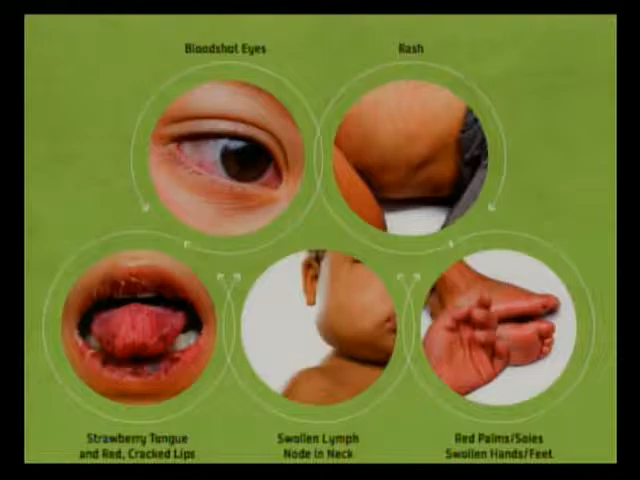 Bloodshot Eyes
Rash
Strawberry Tongue
and Red, Cracked Lips
Swollen Lymph
Node In Neck
Red Palms/Soles
Swollen Hands/Feet